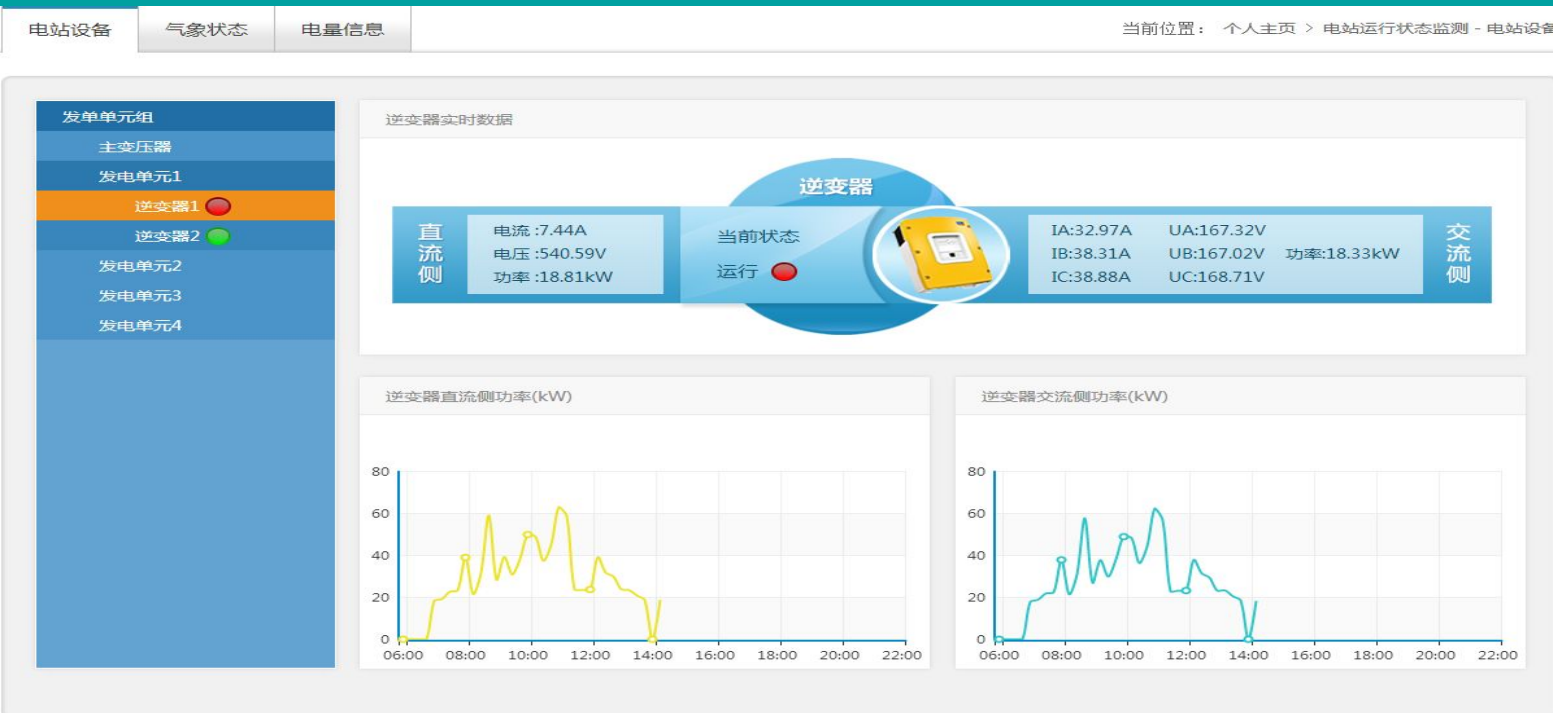 电站设备 气象状态 电量信息 当前位置： 个人主页 > 电站运行状态监测 - 电站设备
发单单元组
主变压器
发电单元1
逆变器1
逆变器2
发电单元2
发电单元3
发电单元4
逆变器实时数据
逆变器
直流侧
电流 :7.44A
电压 :540.59V
功率 :18.81kW
当前状态
运行
IA:32.97A UA:167.32V
IB:38.31A UB:167.02V 功率:18.33kW
IC:38.88A UC:168.71V
交流侧
逆变器直流侧功率(kW)
80
60
40
20
0
06:00 08:00 10:00 12:00 14:00 16:00 18:00 20:00 22:00
逆变器交流侧功率(kW)
80
60
40
20
0
06:00 08:00 10:00 12:00 14:00 16:00 18:00 20:00 22:00